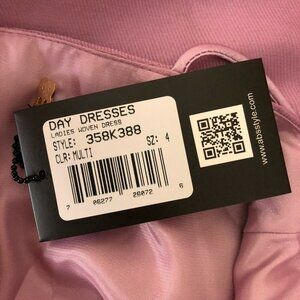 DAY DRESSES
LADIES WOVEN DRESS
STYLE: 358K388
CLR: MULTI SZ: 4
7 06277 26072 6
www.absstyle.com